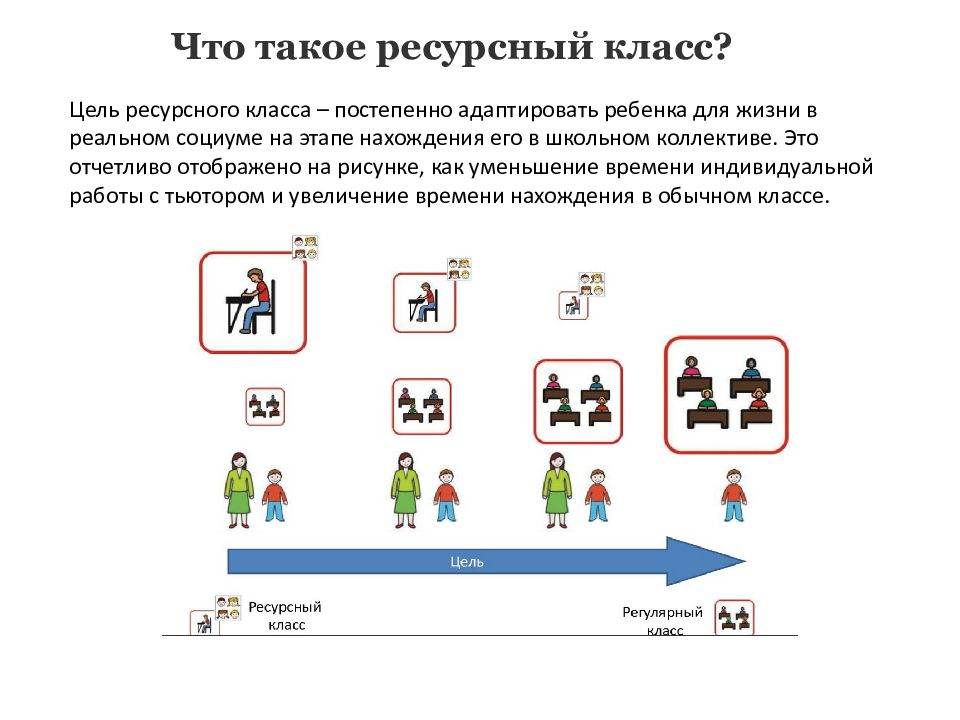 Что такое ресурсный класс?
Цель ресурсного класса – постепенно адаптировать ребенка для жизни в
реальном социуме на этапе нахождения его в школьном коллективе. Это
отчетливо отображено на рисунке, как уменьшение времени индивидуальной
работы с тьютором и увеличение времени нахождения в обычном классе.
Цель
Ресурсный
класс
Регулярный
класс